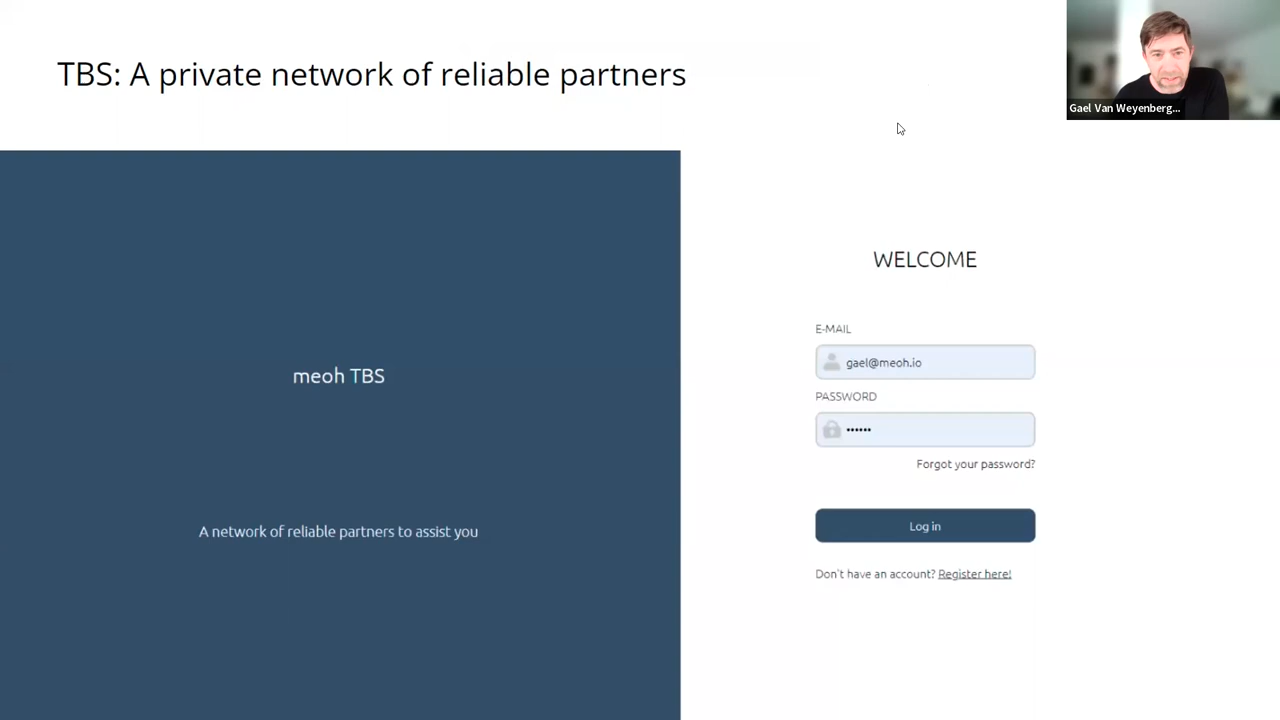 TBS: A private network of reliable partners
Gael Van Weyenberg...
WELCOME
E-MAIL
gael@meoh.io
PASSWORD
••••••
Forgot your password?
Log in
Don't have an account? Register here!
meoh TBS
A network of reliable partners to assist you